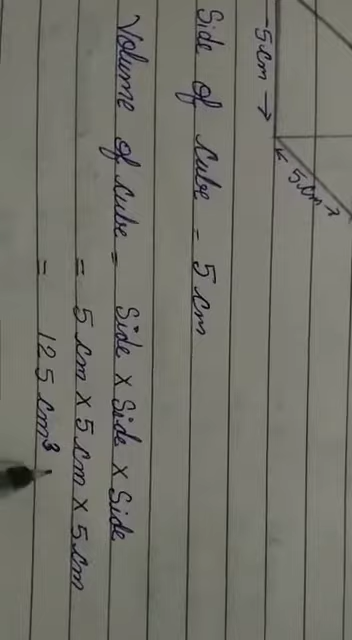 -5cm→
←5cm→
Side of cube = 5 cm
Volume of cube = Side x Side x Side
= 5 cm x 5 cm x 5 cm
= 125 cm³